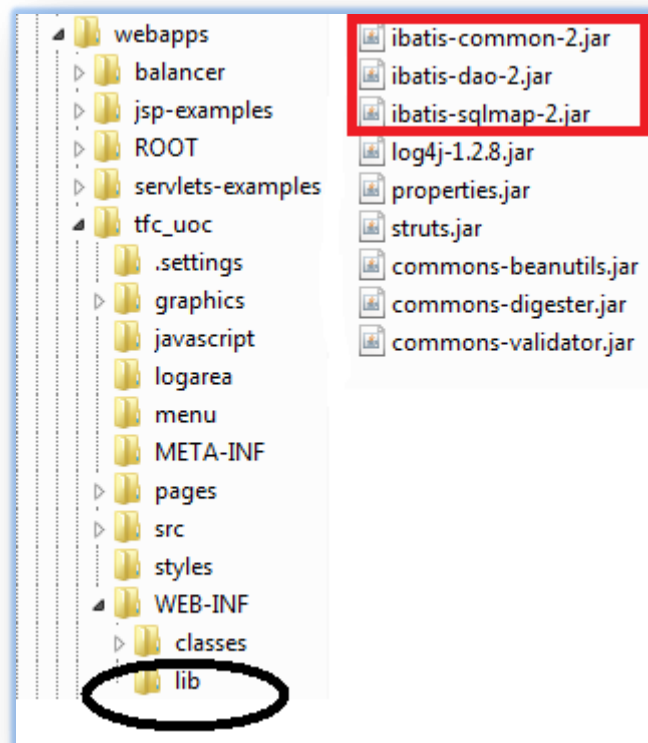 webapps
balancer
jsp-examples
ROOT
servlets-examples
tfc_uoc
.settings
graphics
javascript
logarea
menu
META-INF
pages
src
styles
WEB-INF
classes
lib
ibatis-common-2.jar
ibatis-dao-2.jar
ibatis-sqlmap-2.jar
log4j-1.2.8.jar
properties.jar
struts.jar
commons-beanutils.jar
commons-digester.jar
commons-validator.jar